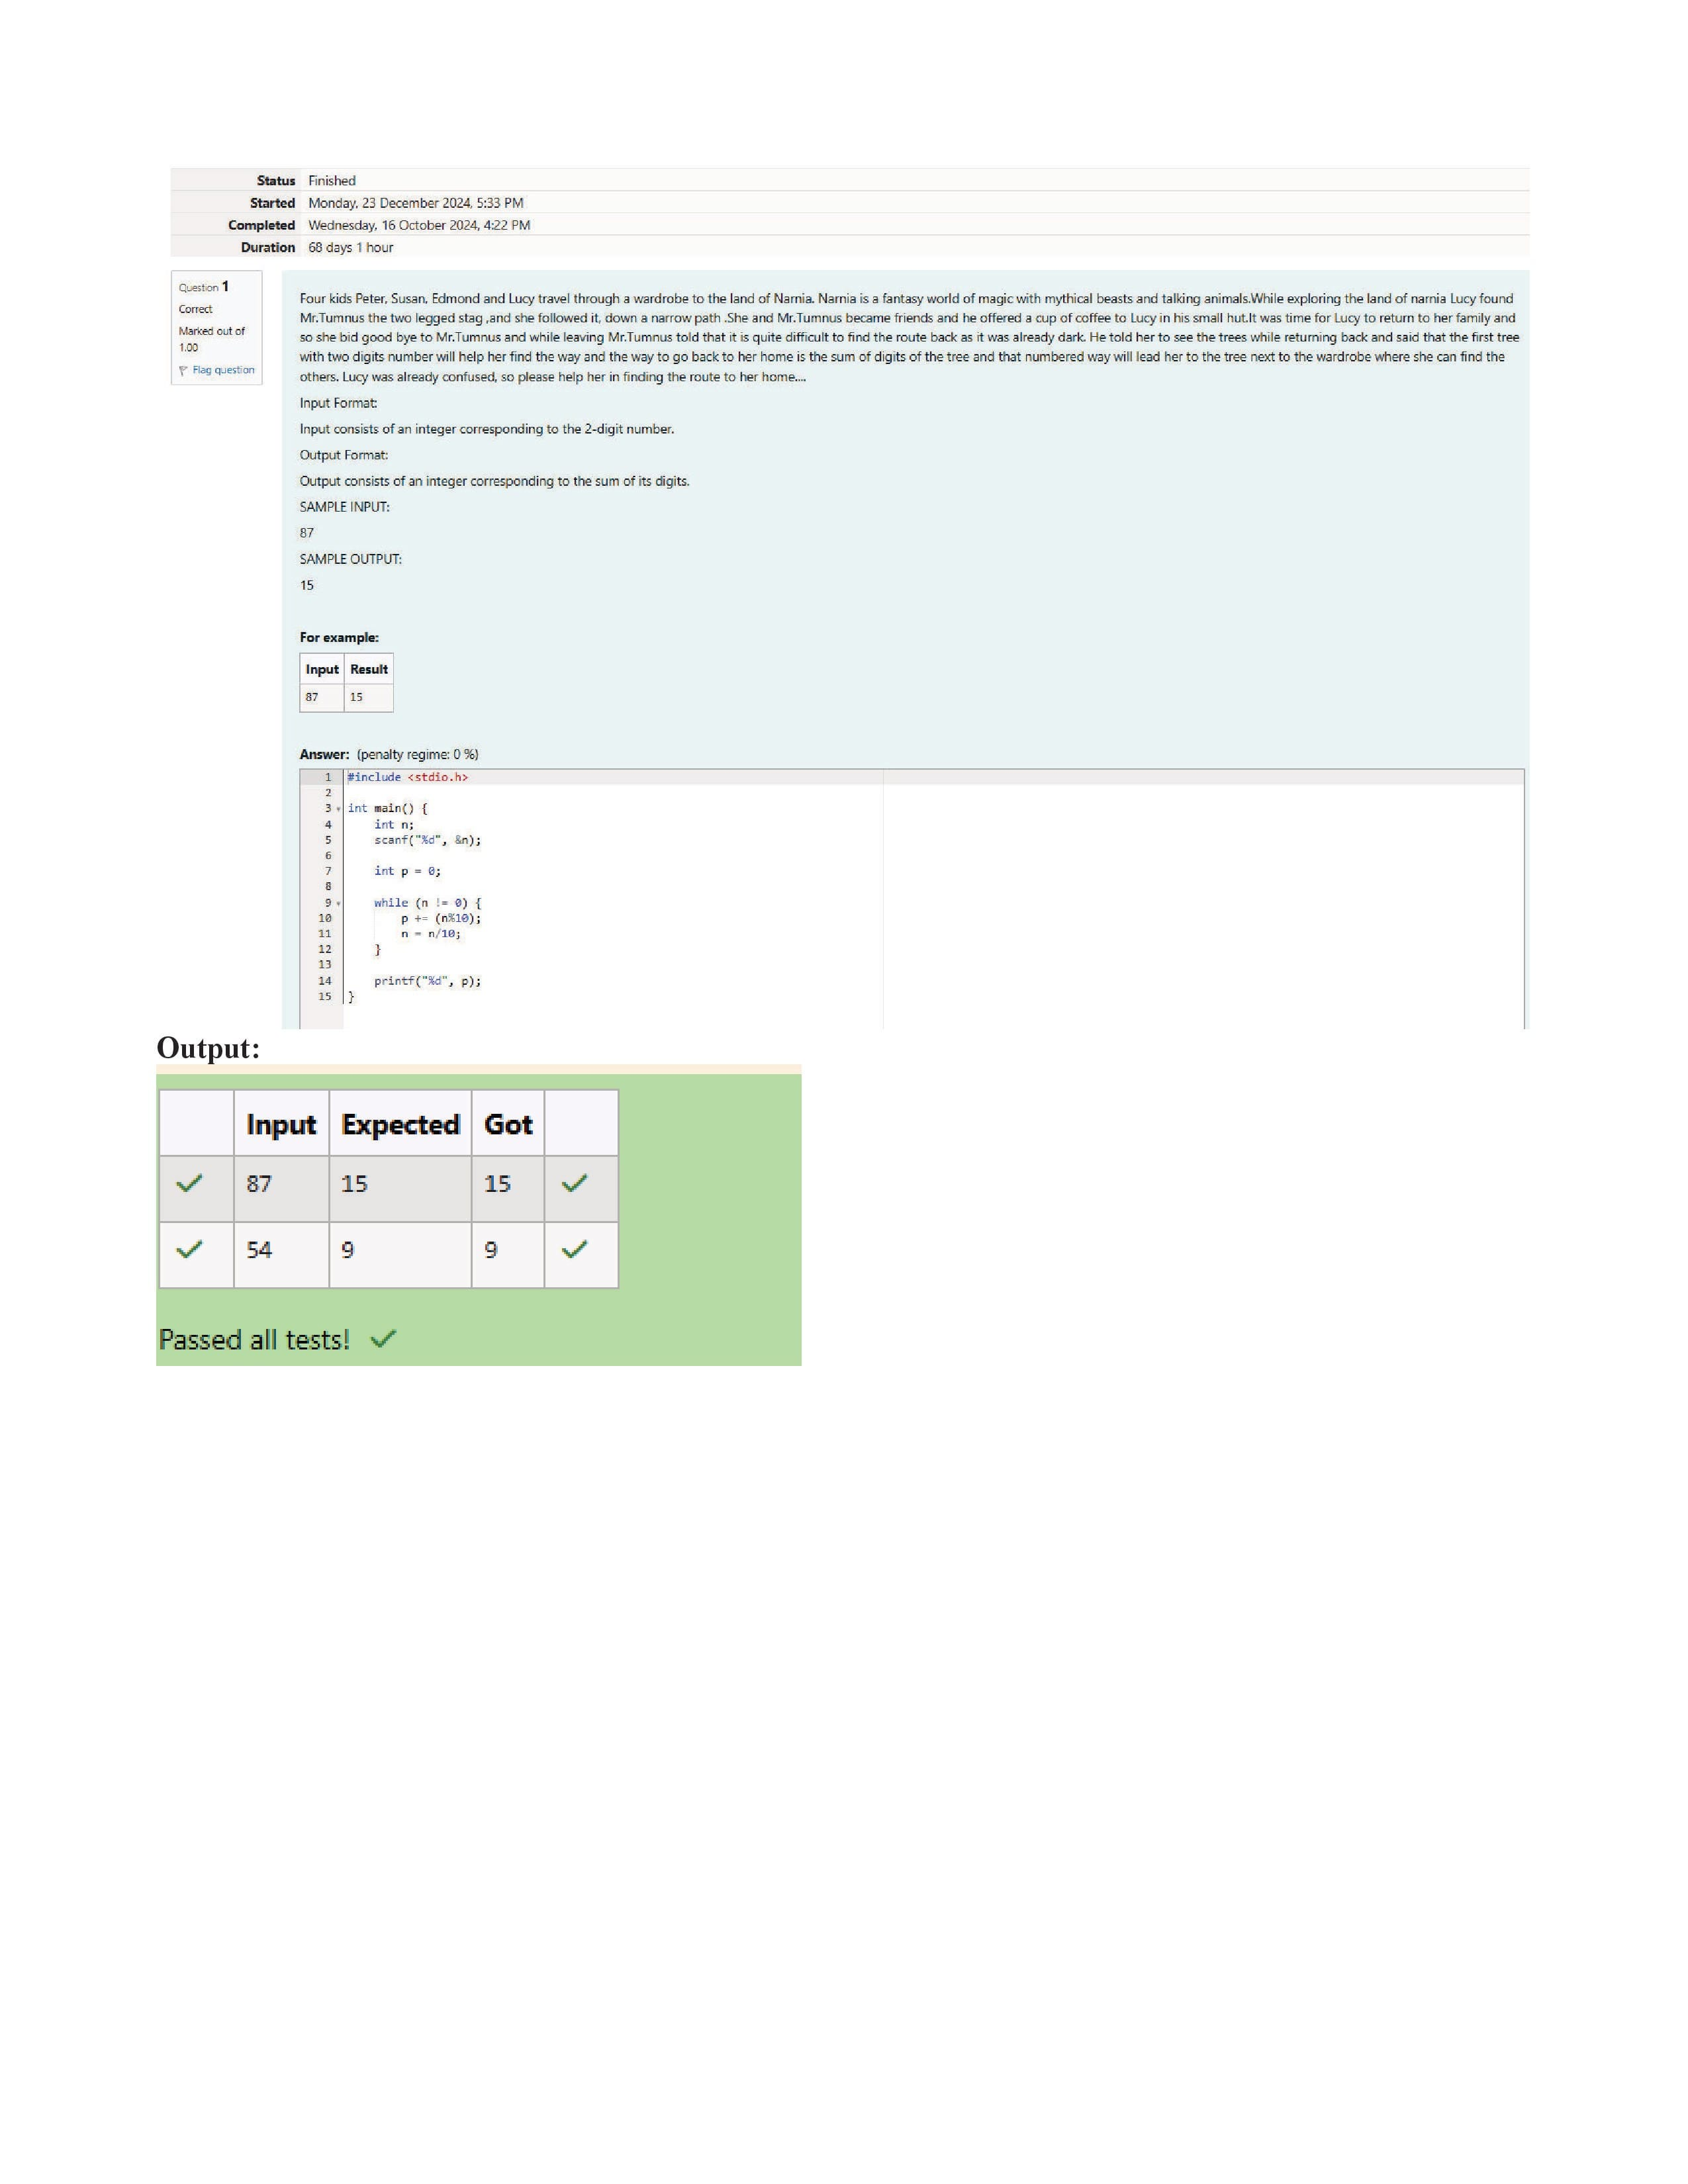 Status Finished
Started Monday, 23 December 2024, 5:33 PM
Completed Wednesday, 16 October 2024, 4:22 PM
Duration 68 days 1 hour
Question 1
Correct
Marked out of
1.00
Flag question
Four kids Peter, Susan, Edmond and Lucy travel through a wardrobe to the land of Narnia. Narnia is a fantasy world of magic with mythical beasts and talking animals.While exploring the land of narnia Lucy found
Mr.Tumnus the two legged stag ,and she followed it, down a narrow path .She and Mr.Tumnus became friends and he offered a cup of coffee to Lucy in his small hut.It was time for Lucy to return to her family and
so she bid good bye to Mr.Tumnus and while leaving Mr.Tumnus told that it is quite difficult to find the route back as it was already dark. He told her to see the trees while returning back and said that the first tree
with two digits number will help her find the way and the way to go back to her home is the sum of digits of the tree and that numbered way will lead her to the tree next to the wardrobe where she can find the
others. Lucy was already confused, so please help her in finding the route to her home....
Input Format:
Input consists of an integer corresponding to the 2-digit number.
Output Format:
Output consists of an integer corresponding to the sum of its digits.
SAMPLE INPUT:
87
SAMPLE OUTPUT:
15
For example:
Input Result
87 15
Answer: (penalty regime: 0 %)
1 #include <stdio.h>
2
3 int main() {
4 int n;
5 scanf("%d", &n);
6
7 int p = 0;
8
9 while (n != 0) {
10 p += (n%10);
11 n = n/10;
12 }
13
14 printf("%d", p);
15 }
Output:
Input Expected Got
87 15 15
54 9 9
Passed all tests!